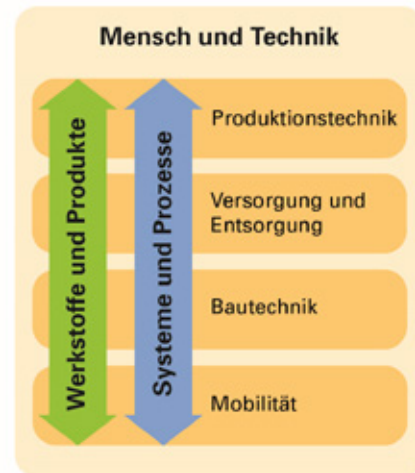 Mensch und Technik
Werkstoffe und Produkte
Systeme und Prozesse
Produktionstechnik
Versorgung und
Entsorgung
Bautechnik
Mobilität